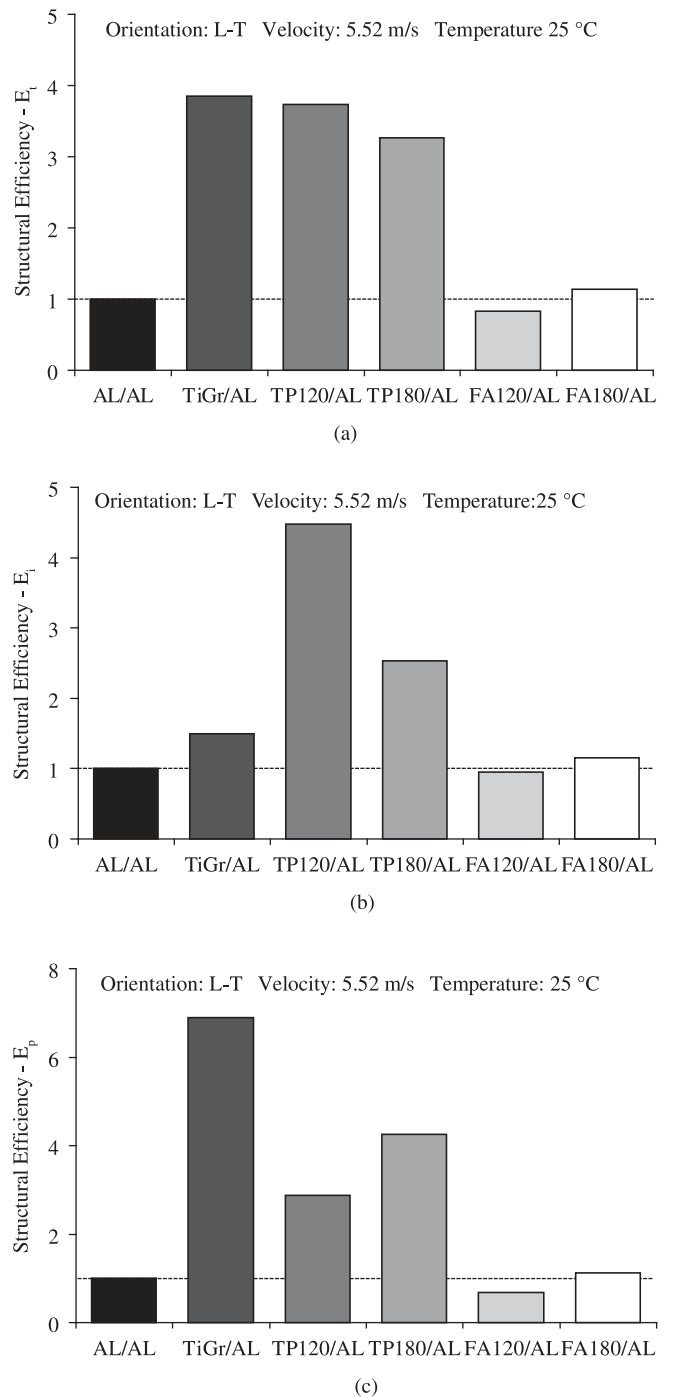 Orientation: L-T Velocity: 5.52 m/s Temperature 25 °C
Structural Efficiency - Et
5
4
3
2
1
0
AL/AL TiGr/AL TP120/AL TP180/AL FA120/AL FA180/AL
(a)
Orientation: L-T Velocity: 5.52 m/s Temperature:25 °C
Structural Efficiency - Ei
5
4
3
2
1
0
AL/AL TiGr/AL TP120/AL TP180/AL FA120/AL FA180/AL
(b)
Orientation: L-T Velocity: 5.52 m/s Temperature: 25 °C
Structural Efficiency - Ep
8
6
4
2
1
0
AL/AL TiGr/AL TP120/AL TP180/AL FA120/AL FA180/AL
(c)